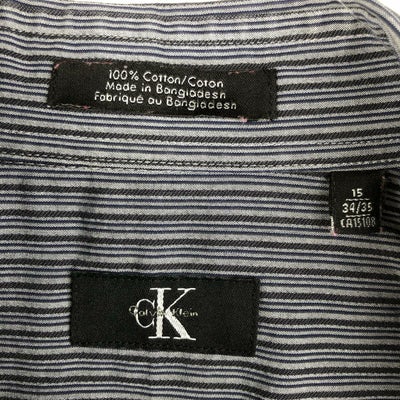 100% Cotton/Coton
Made in Bangladesh
Fabriqué au Bangladesh
15
34/35
CA15108
CK
Calvin Klein